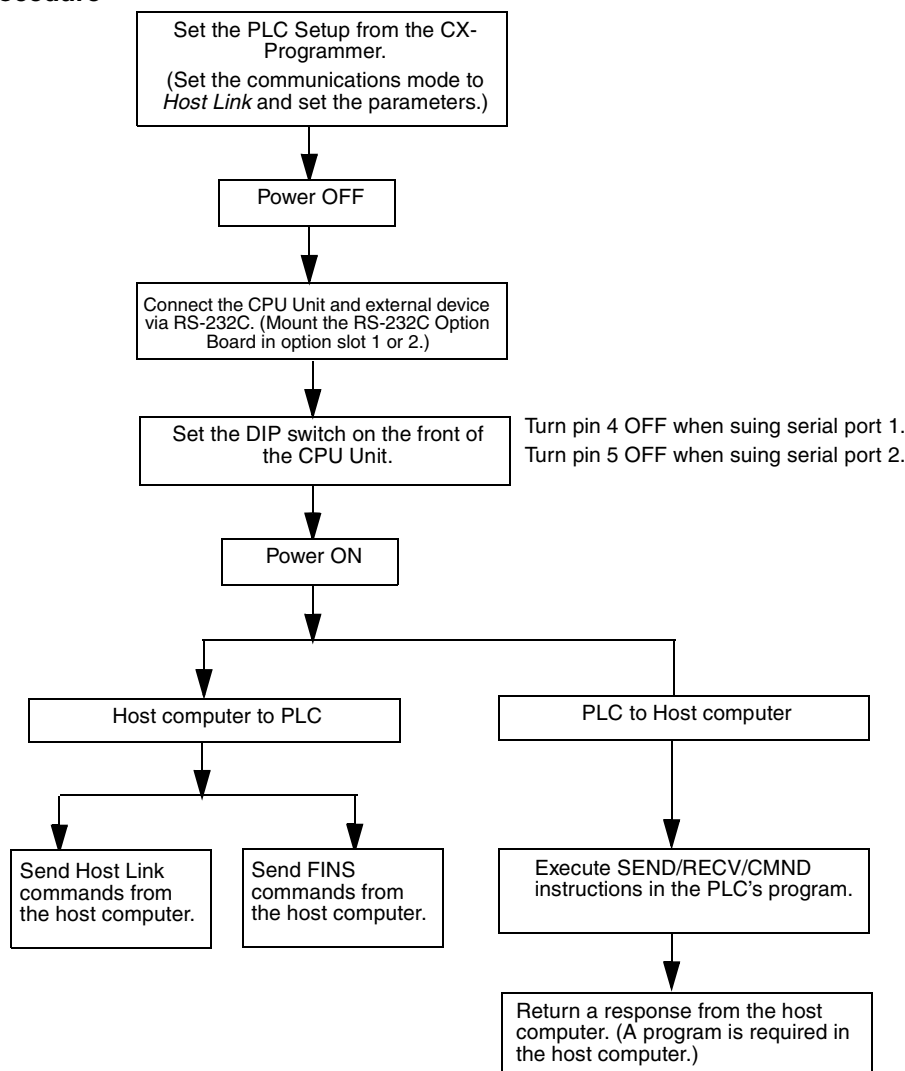 Set the PLC Setup from the CX-
Programmer.
(Set the communications mode to
Host Link and set the parameters.)
Power OFF
Connect the CPU Unit and external device
via RS-232C. (Mount the RS-232C Option
Board in option slot 1 or 2.)
Set the DIP switch on the front of
the CPU Unit.
Turn pin 4 OFF when suing serial port 1.
Turn pin 5 OFF when suing serial port 2.
Power ON
Host computer to PLC
PLC to Host computer
Send Host Link
commands from
the host computer.
Send FINS
commands from
the host computer.
Execute SEND/RECV/CMND
instructions in the PLC's program.
Return a response from the host
computer. (A program is required in
the host computer.)